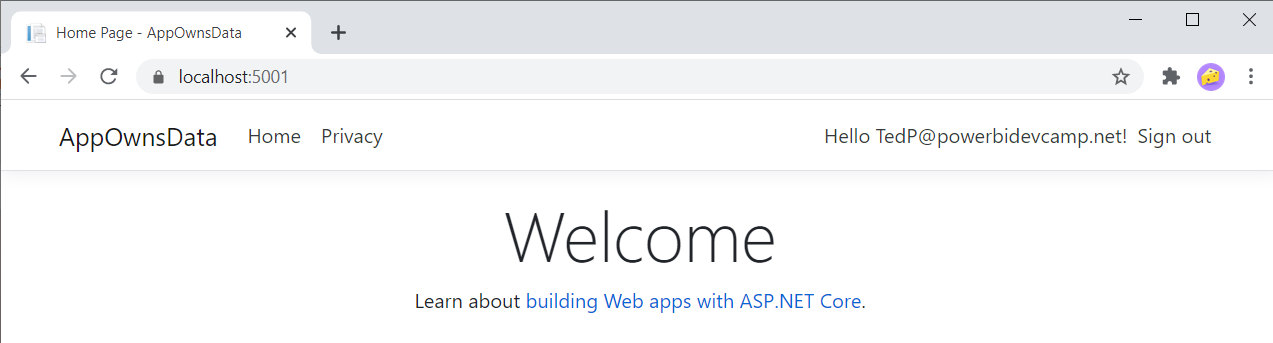 Home Page - AppOwnsData
localhost:5001
AppOwnsData Home Privacy Hello TedP@powerbidevcamp.net! Sign out
Welcome
Learn about building Web apps with ASP.NET Core.